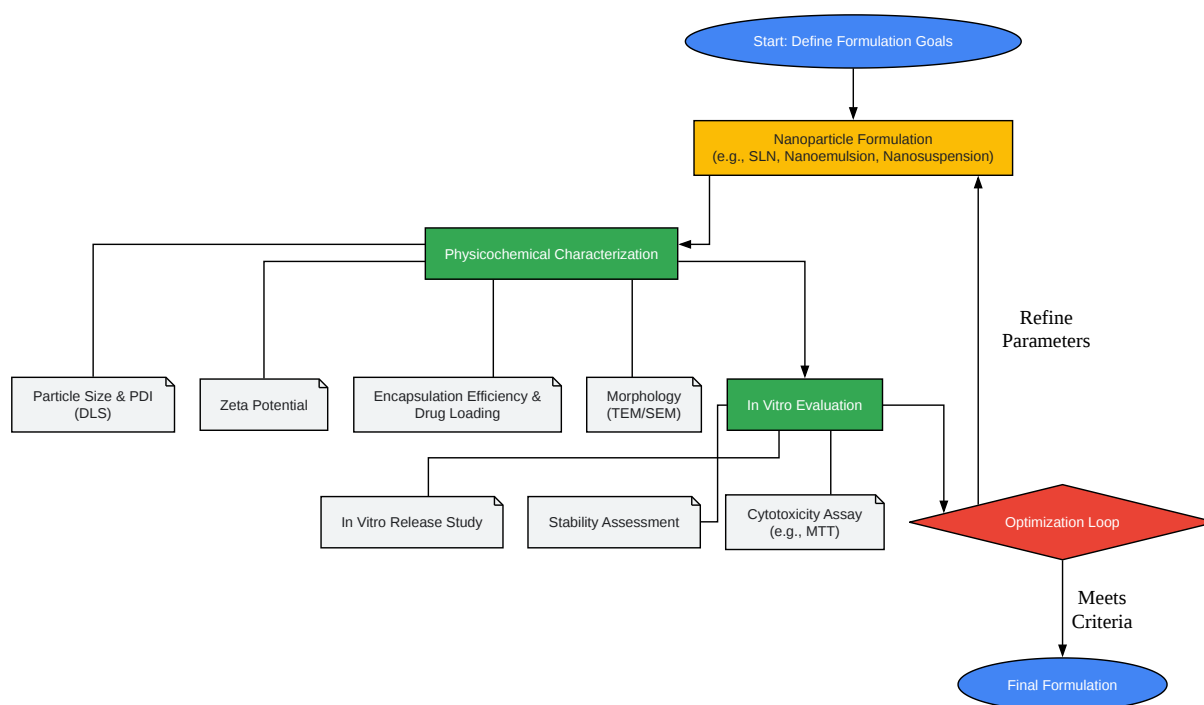 Start: Define Formulation Goals
Nanoparticle Formulation
(e.g., SLN, Nanoemulsion, Nanosuspension)
Physicochemical Characterization
Refine
Parameters
Particle Size & PDI
(DLS)
Zeta Potential
Encapsulation Efficiency &
Drug Loading
Morphology
(TEM/SEM)
In Vitro Evaluation
In Vitro Release Study
Stability Assessment
Cytotoxicity Assay
(e.g., MTT)
Optimization Loop
Meets
Criteria
Final Formulation